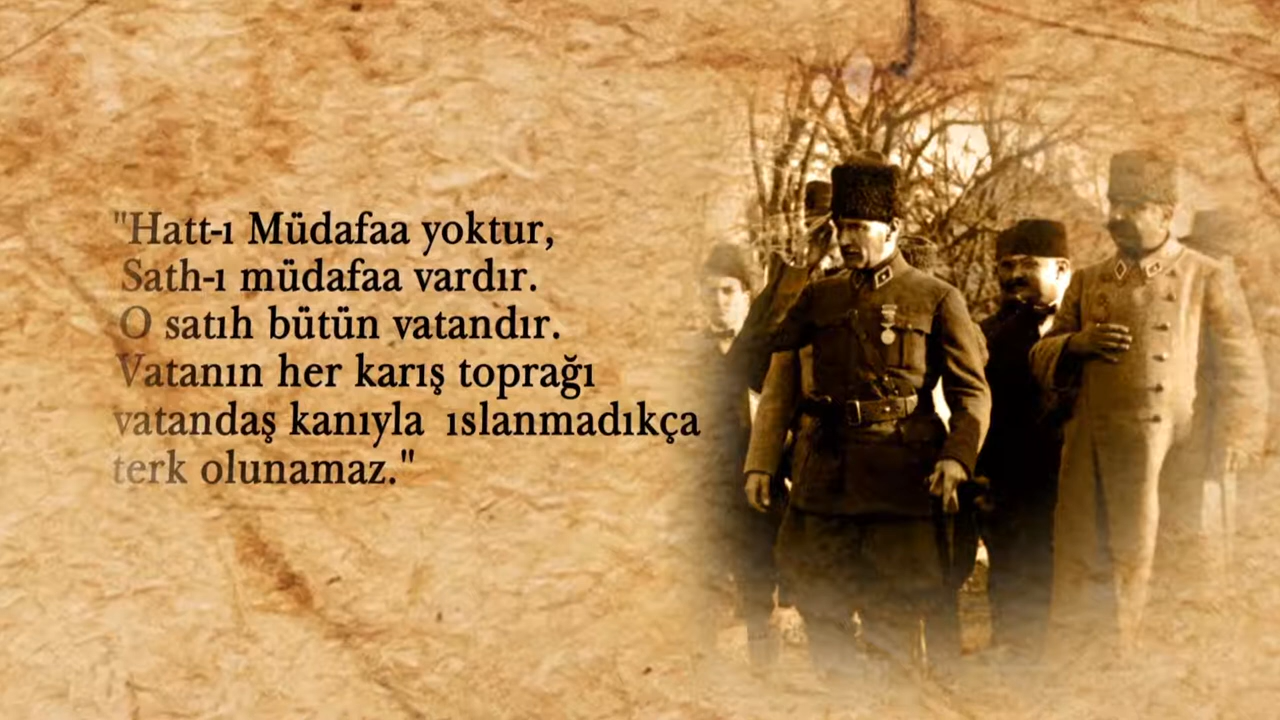 "Hatt-ı Müdafaa yoktur,
Sath-ı müdafaa vardır.
O satıh bütün vatandır.
Vatanın her karış toprağı
vatandaş kanıyla ıslanmadıkça
terk olunamaz."